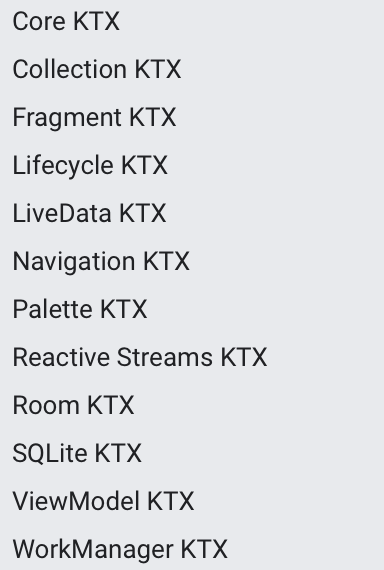 Core KTX
Collection KTX
Fragment KTX
Lifecycle KTX
LiveData KTX
Navigation KTX
Palette KTX
Reactive Streams KTX
Room KTX
SQLite KTX
ViewModel KTX
WorkManager KTX